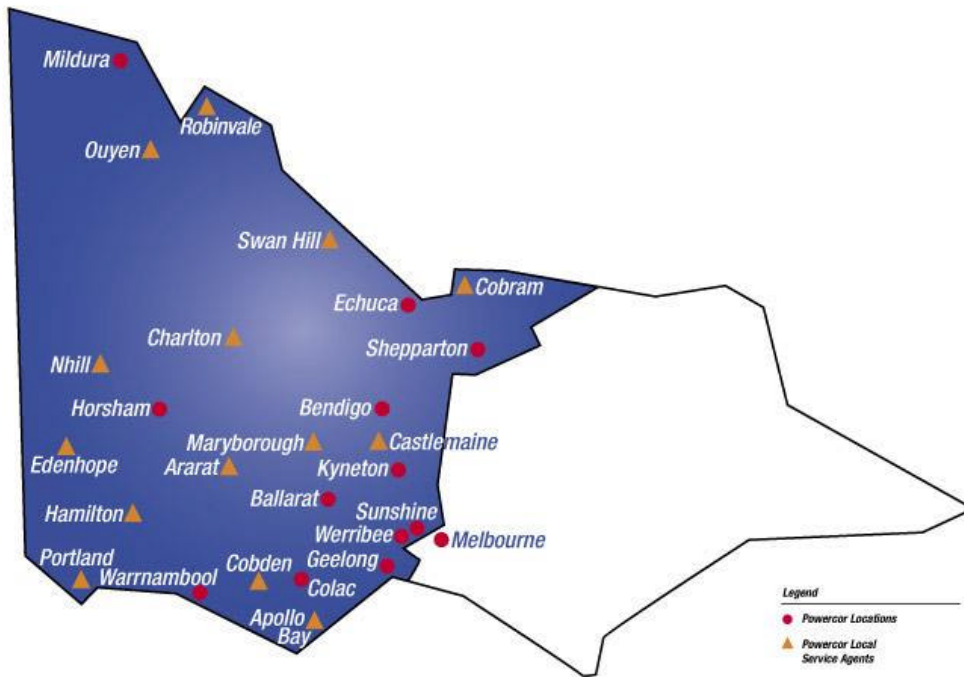 Mildura
Robinvale
Ouyen
Swan Hill
Cobram
Echuca
Charlton
Shepparton
Nhill
Horsham
Bendigo
Maryborough
Castlemaine
Edenhope
Ararat
Kyneton
Ballarat
Hamilton
Sunshine
Werribee
Melbourne
Portland
Cobden
Geelong
Warrnambool
Colac
Apollo
Bay
Legend
Powercor Locations
Powercor Local
Service Agents